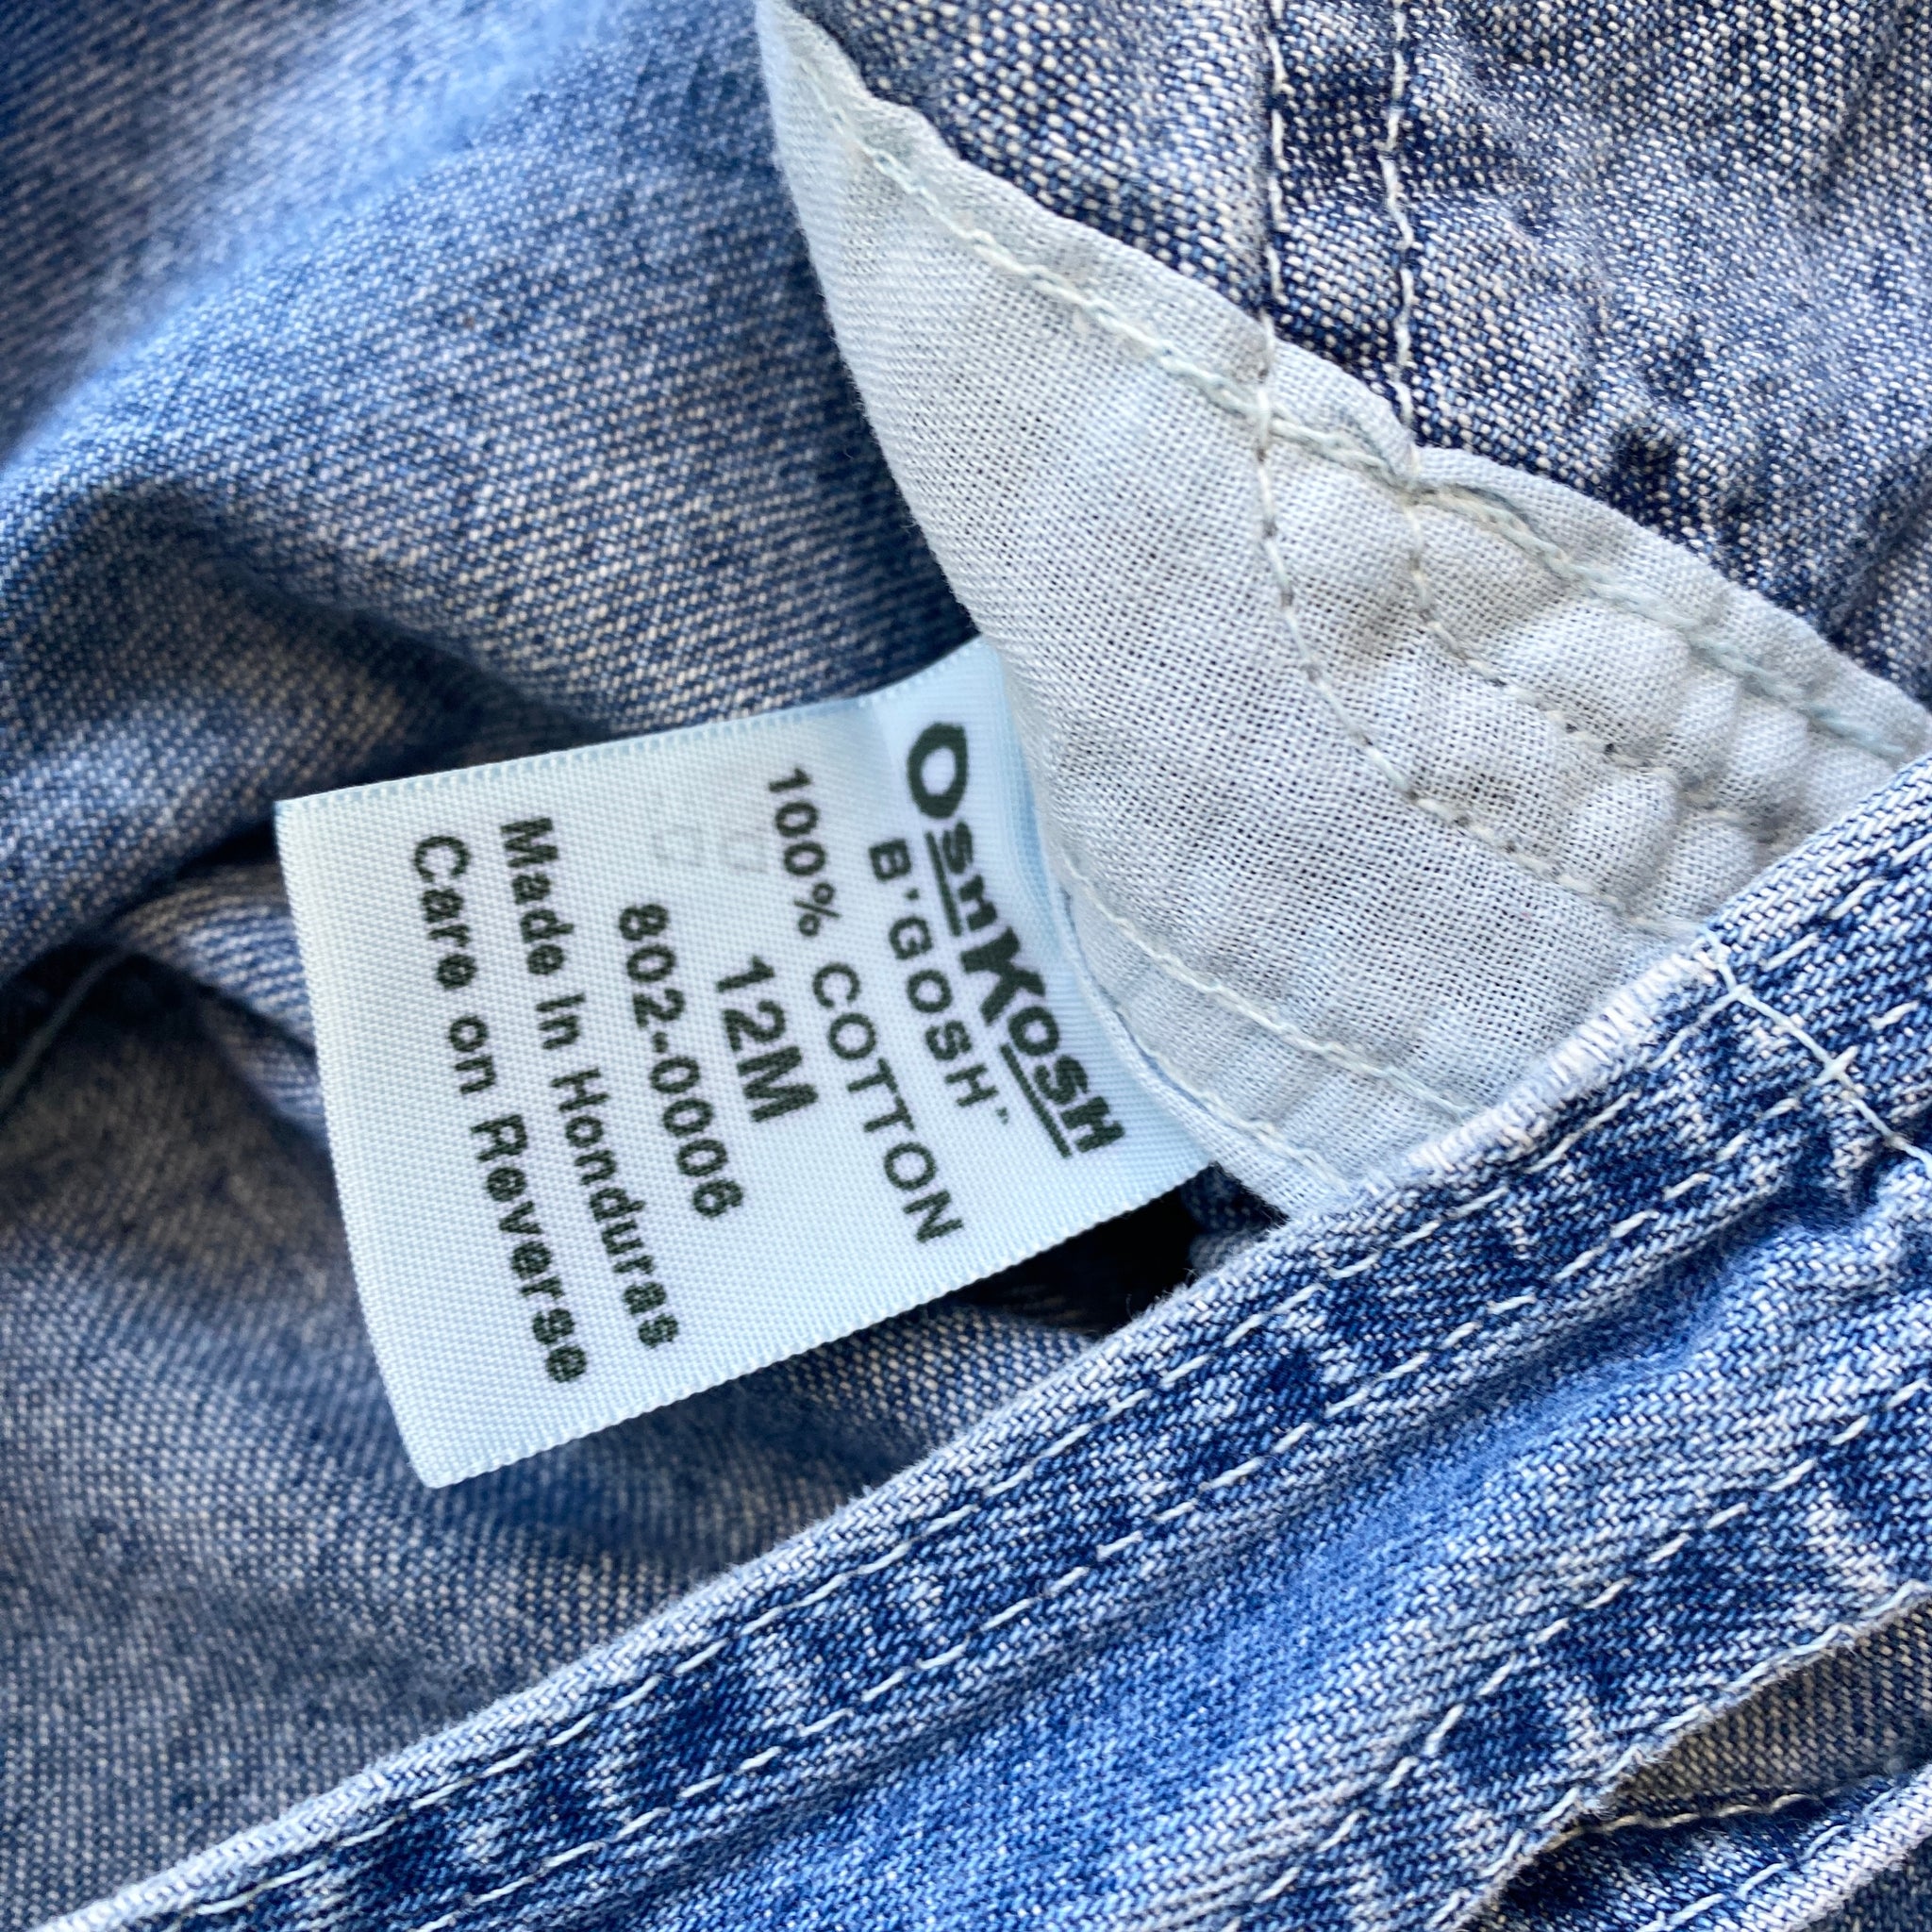 OshKosh
B'GOSH
100% COTTON
12M
802-0006
Made In Honduras
Care on Reverse